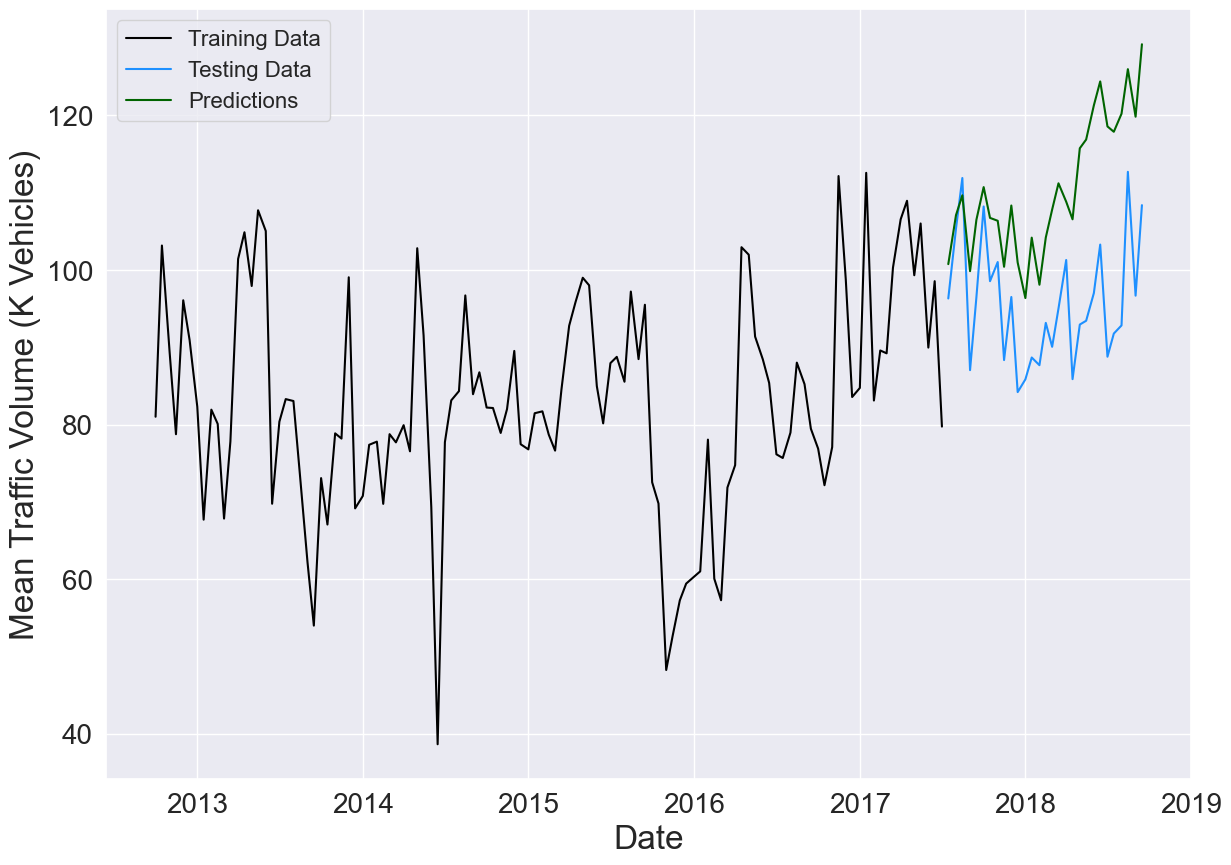 Training Data
Testing Data
Predictions
Mean Traffic Volume (K Vehicles)
120
100
80
60
40
2013 2014 2015 2016 2017 2018 2019
Date